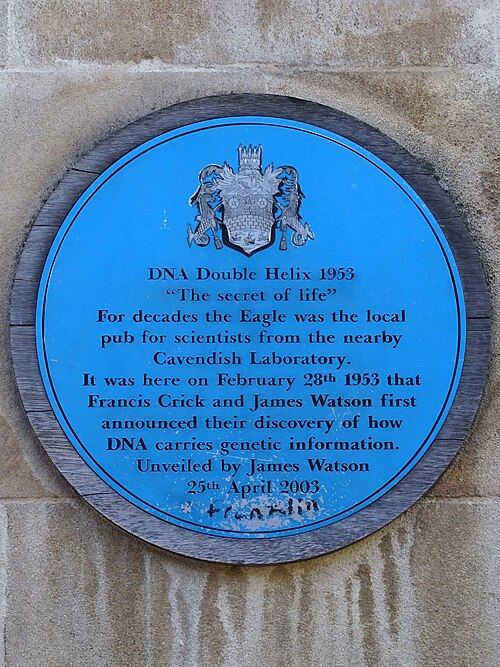 DNA Double Helix 1953
“The secret of life”
For decades the Eagle was the local
pub for scientists from the nearby
Cavendish Laboratory.
It was here on February 28th 1953 that
Francis Crick and James Watson first
announced their discovery of how
DNA carries genetic information.
Unveiled by James Watson
25th April 2003
+ Franklin